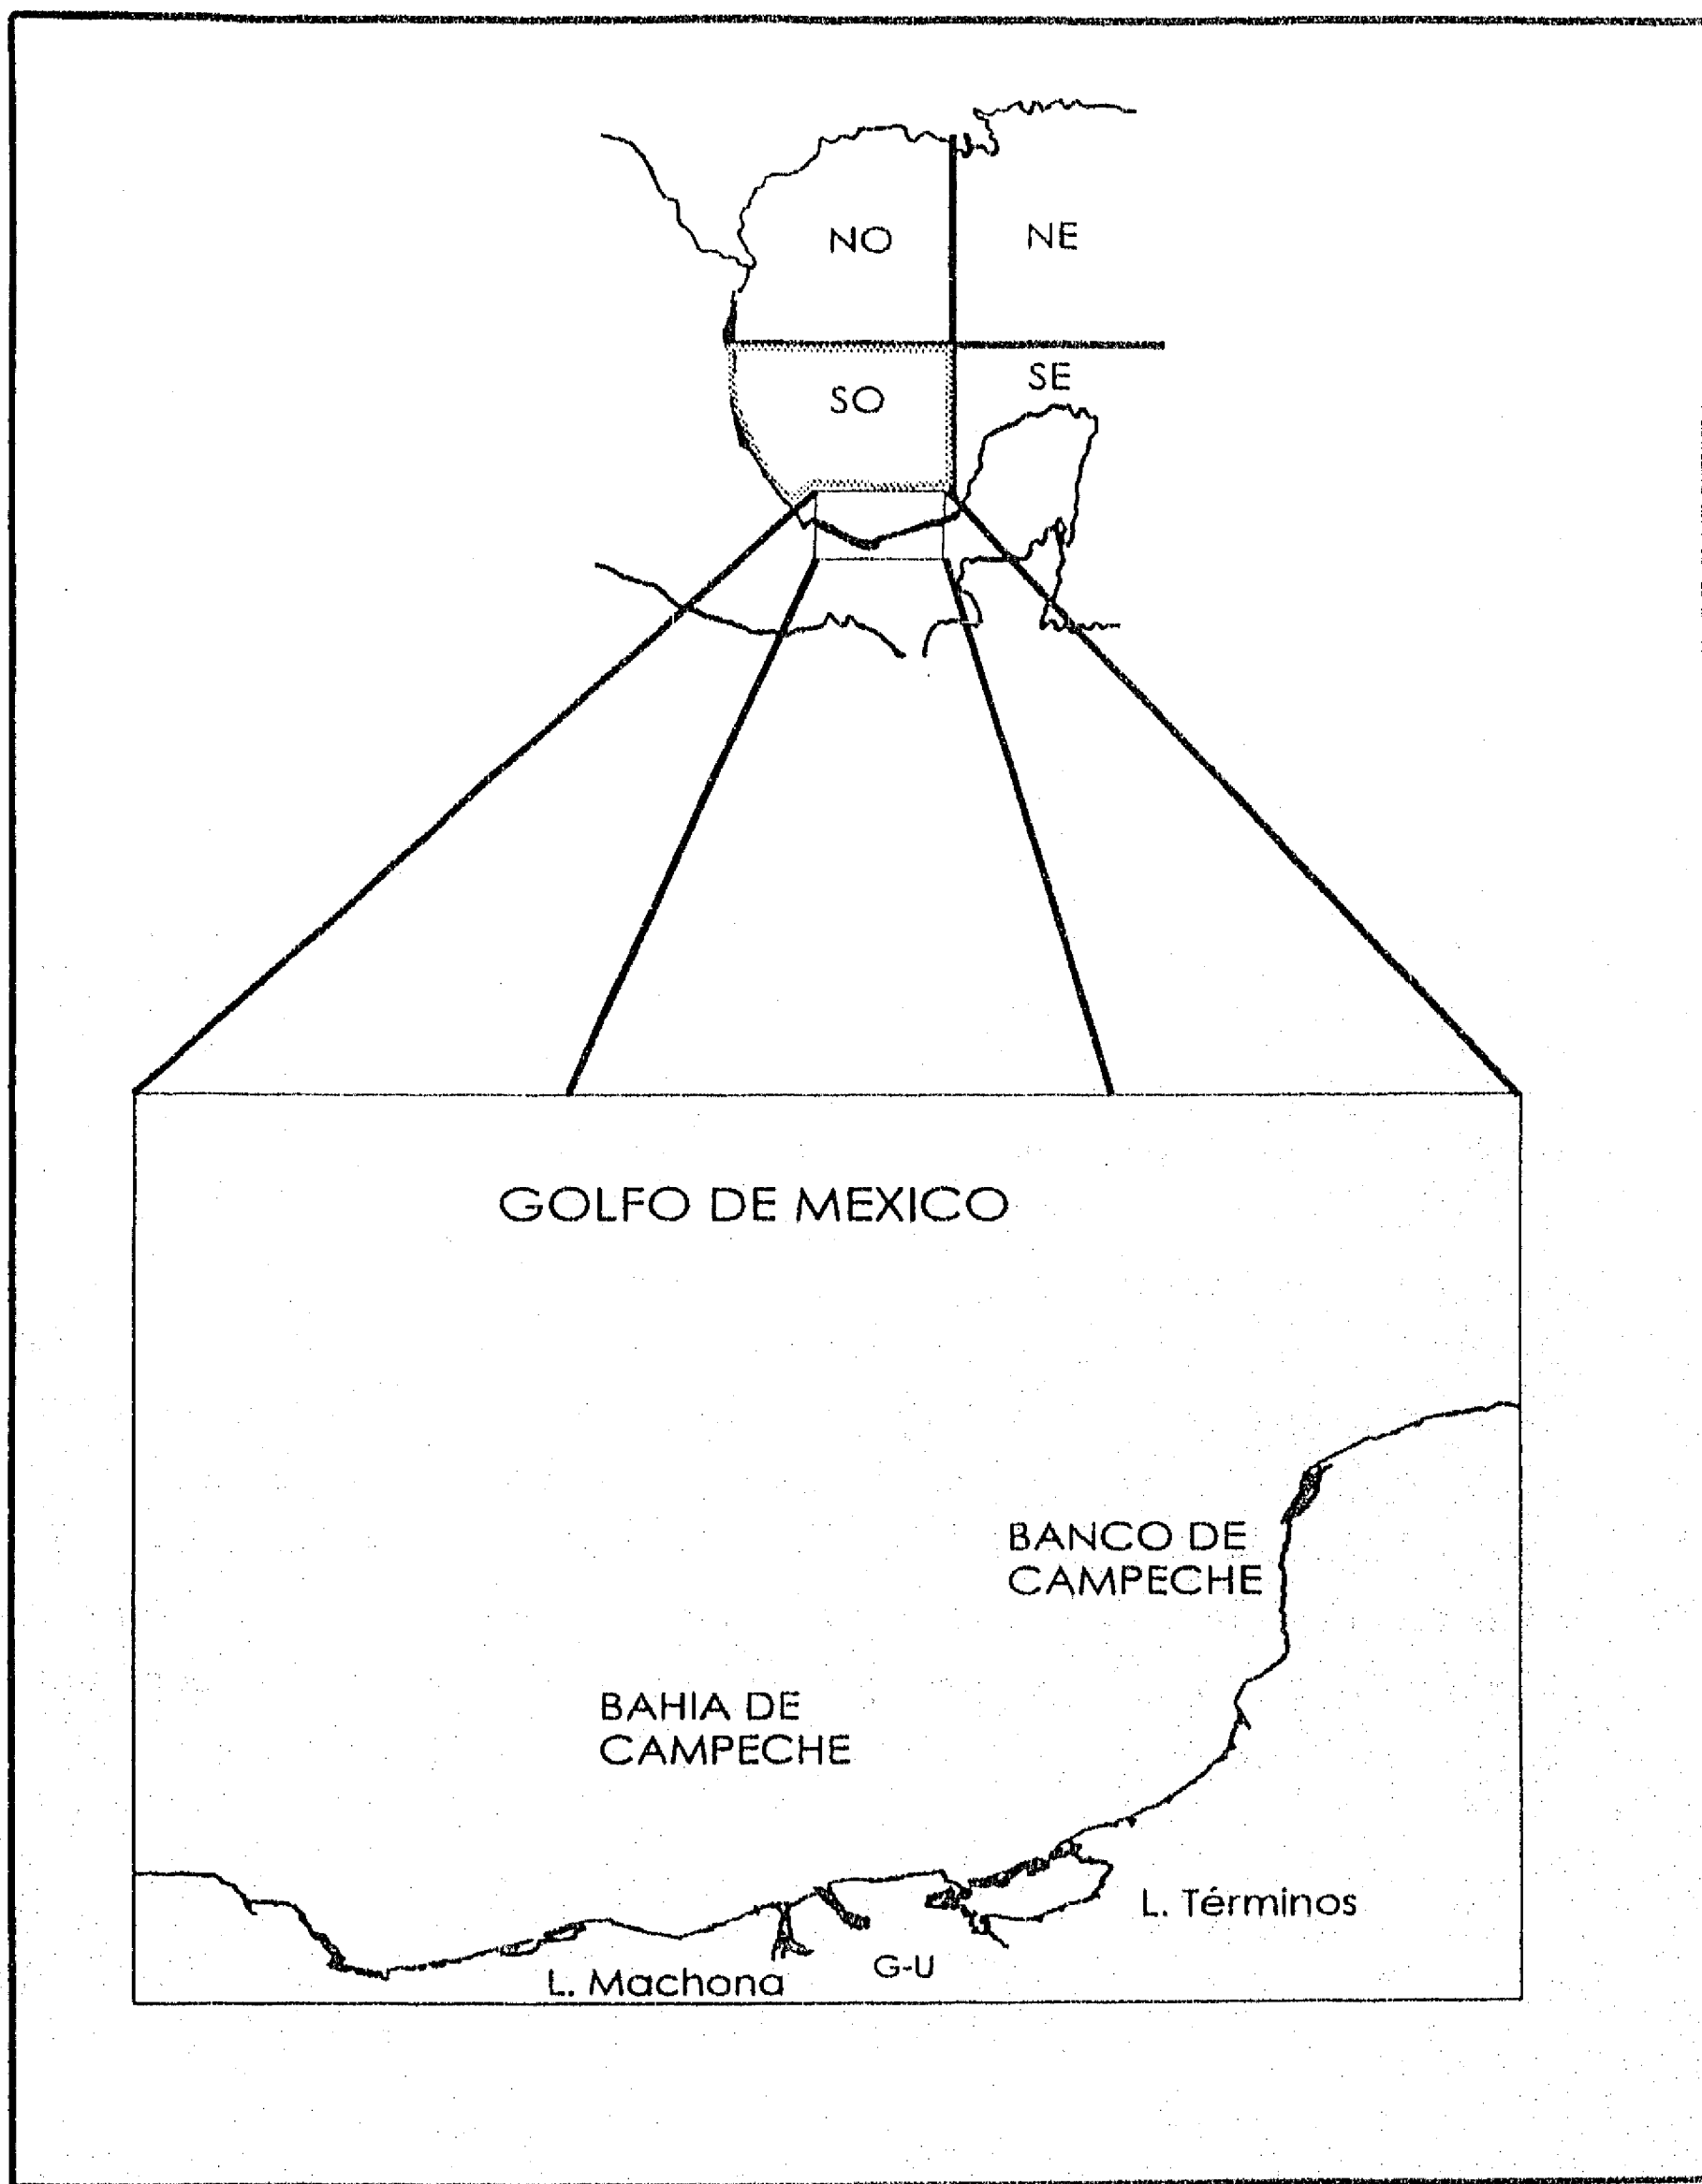 NO
NE
SO
SE
GOLFO DE MEXICO
BANCO DE
CAMPECHE
BAHIA DE
CAMPECHE
L. Términos
G-U
L. Machona